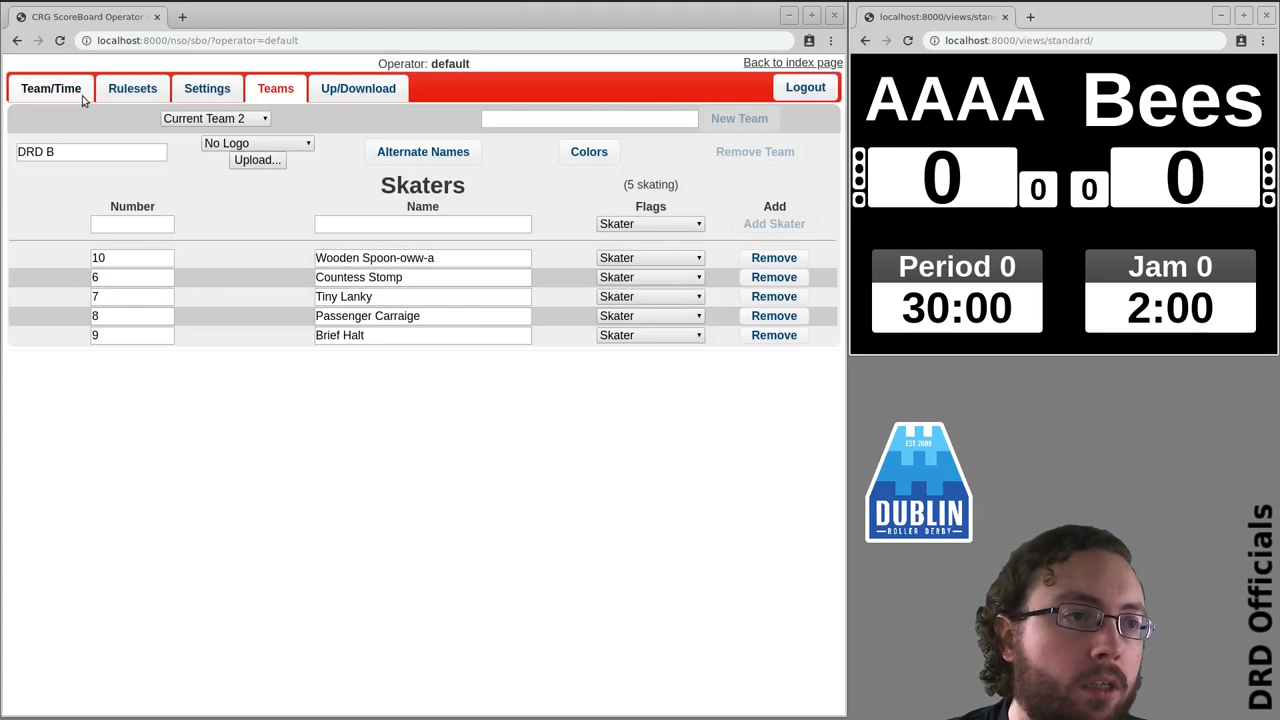 CRG ScoreBoard Operator
localhost:8000/nso/sbo/?operator=default
Operator: default
Back to index page
Team/Time
Rulesets
Settings
Teams
Up/Download
Logout
Current Team 2
New Team
DRD B
No Logo
Upload...
Alternate Names
Colors
Remove Team
Skaters
(5 skating)
Number
Name
Flags
Add
Skater
Add Skater
10 Wooden Spoon-oww-a Skater Remove
6 Countess Stomp Skater Remove
7 Tiny Lanky Skater Remove
8 Passenger Carraige Skater Remove
9 Brief Halt Skater Remove
localhost:8000/views/stan
localhost:8000/views/standard/
AAAA Bees
0 0 0 0
Period 0 Jam 0
30:00 2:00
EST 2009
DUBLIN
ROLLER DERBY
DRD Officials